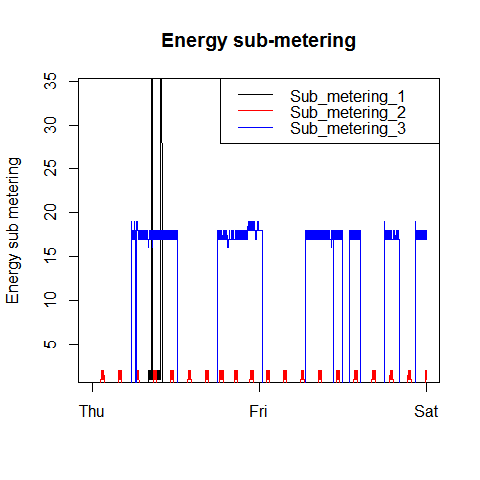 Energy sub-metering
Sub_metering_1
Sub_metering_2
Sub_metering_3
Energy sub metering
35
30
25
20
15
10
5
Thu
Fri
Sat